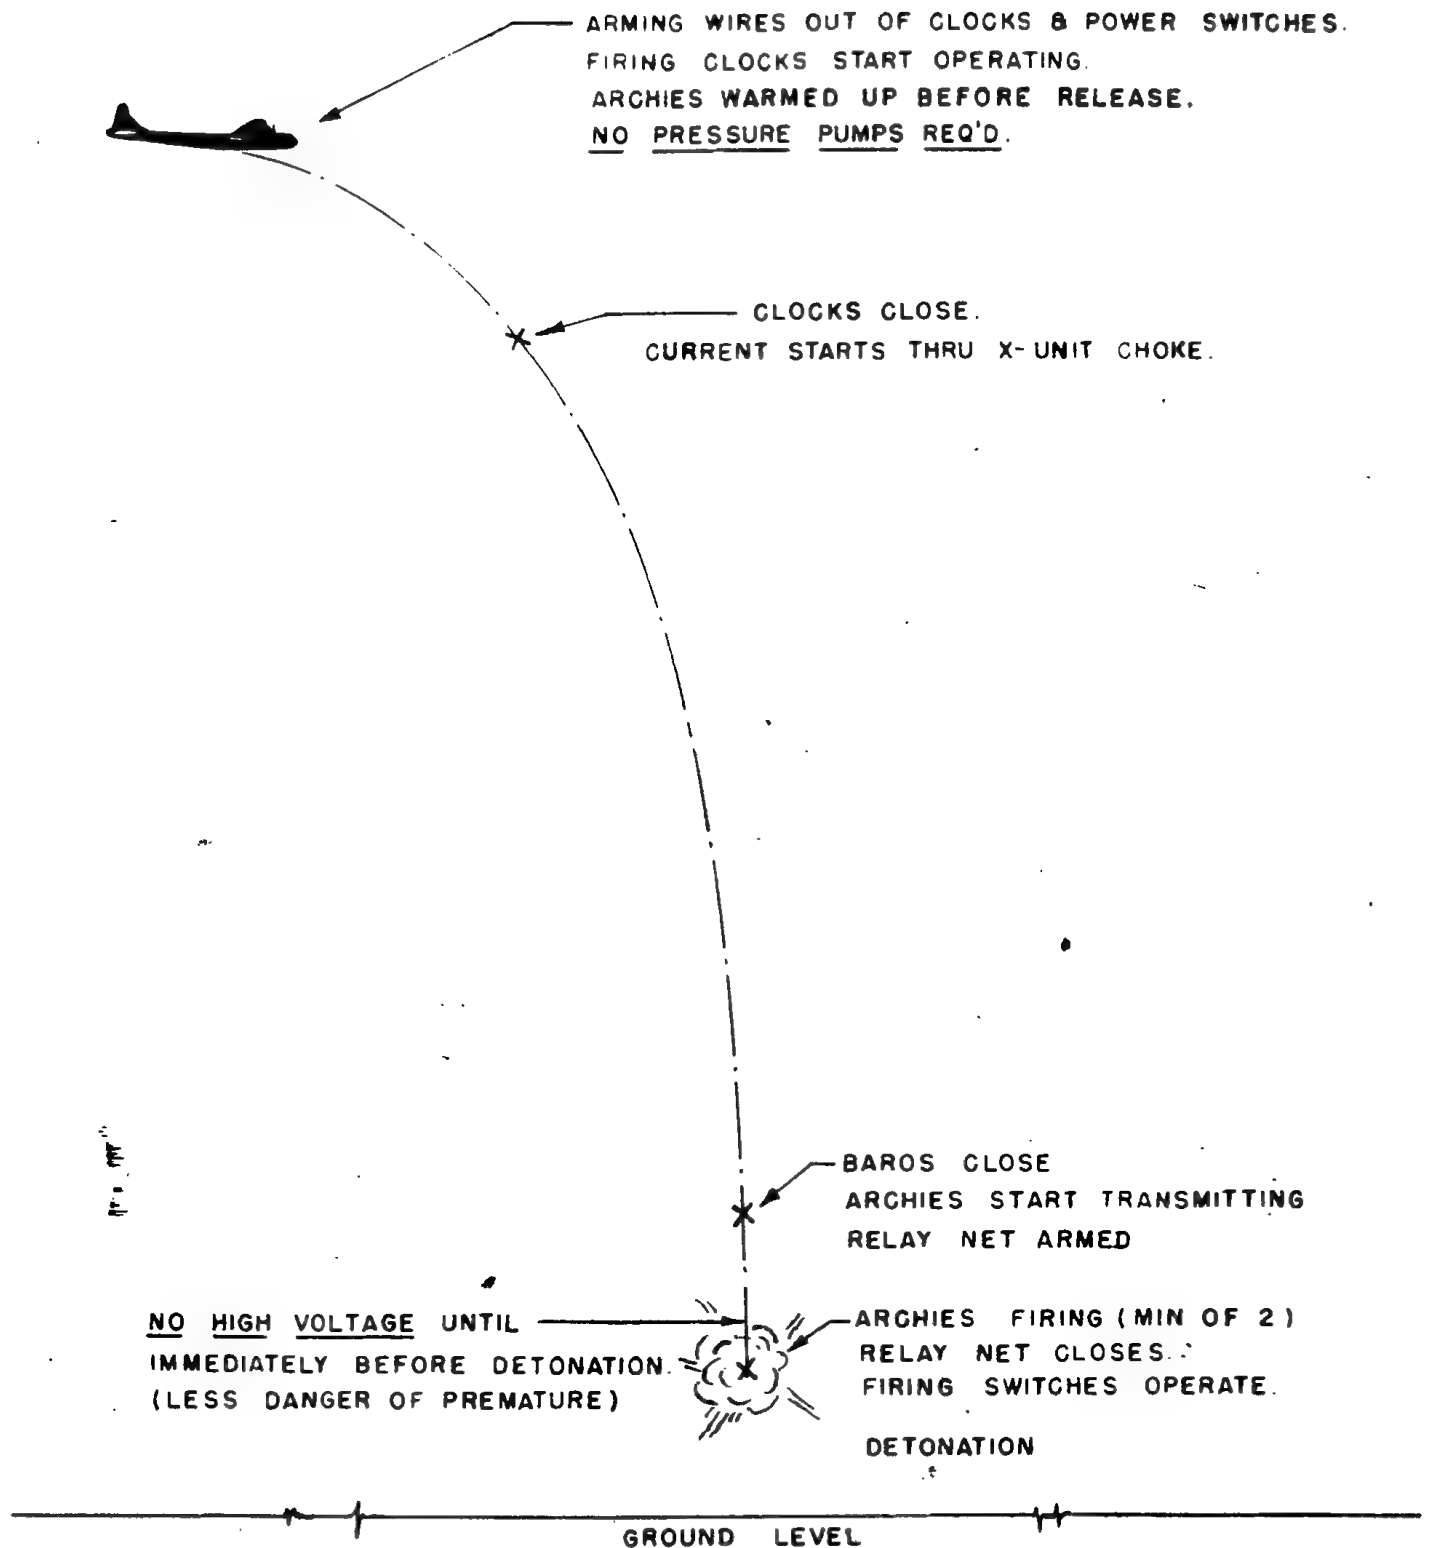 ARMING WIRES OUT OF CLOCKS & POWER SWITCHES.
FIRING CLOCKS START OPERATING.
ARCHIES WARMED UP BEFORE RELEASE.
NO PRESSURE PUMPS REQ'D.
CLOCKS CLOSE.
CURRENT STARTS THRU X-UNIT CHOKE.
BAROS CLOSE
ARCHIES START TRANSMITTING
RELAY NET ARMED
NO HIGH VOLTAGE UNTIL
IMMEDIATELY BEFORE DETONATION.
(LESS DANGER OF PREMATURE)
ARCHIES FIRING (MIN OF 2)
RELAY NET CLOSES.
FIRING SWITCHES OPERATE.
DETONATION
GROUND LEVEL